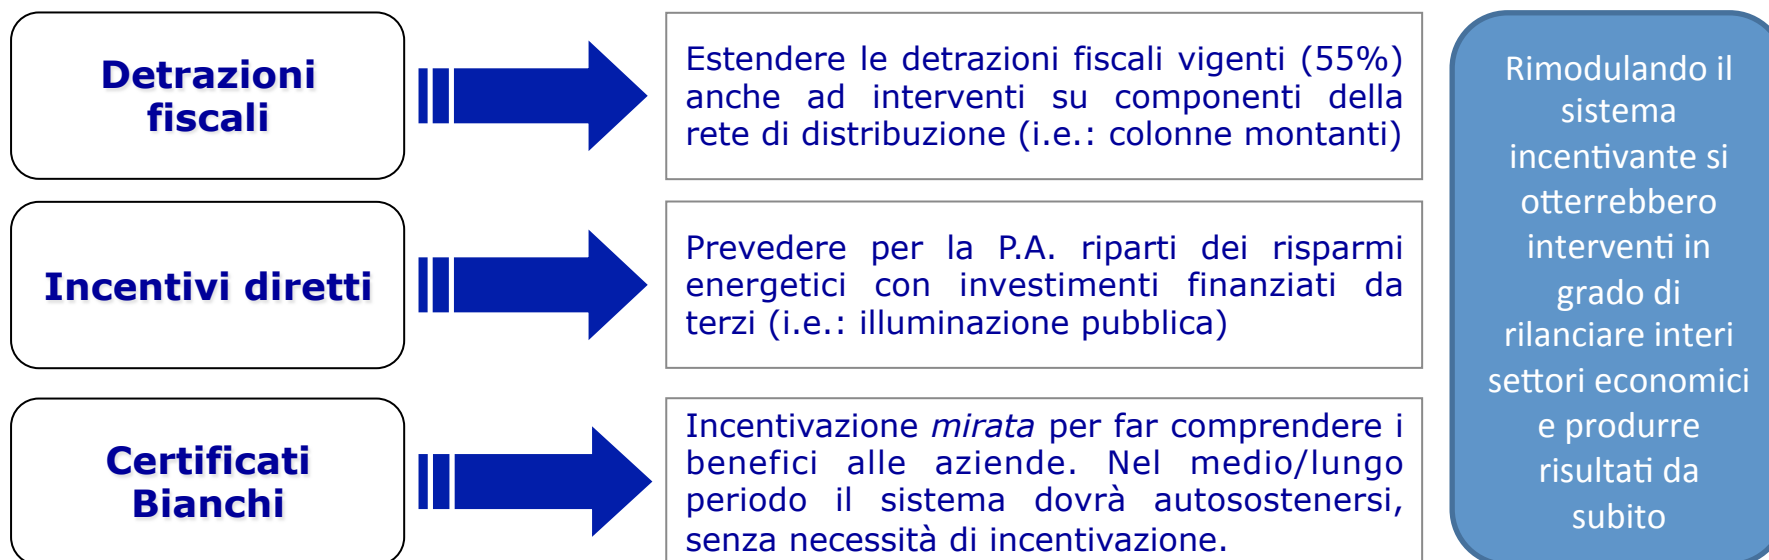 Detrazioni
fiscali
Estendere le detrazioni fiscali vigenti (55%)
anche ad interventi su componenti della
rete di distribuzione (i.e.: colonne montanti)
Incentivi diretti
Prevedere per la P.A. riparti dei risparmi
energetici con investimenti finanziati da
terzi (i.e.: illuminazione pubblica)
Certificati
Bianchi
Incentivazione mirata per far comprendere i
benefici alle aziende. Nel medio/lungo
periodo il sistema dovrà autosostenersi,
senza necessità di incentivazione.
Rimodulando il
sistema
incentivante si
otterrebbero
interventi in
grado di
rilanciare interi
settori economici
e produrre
risultati da
subito